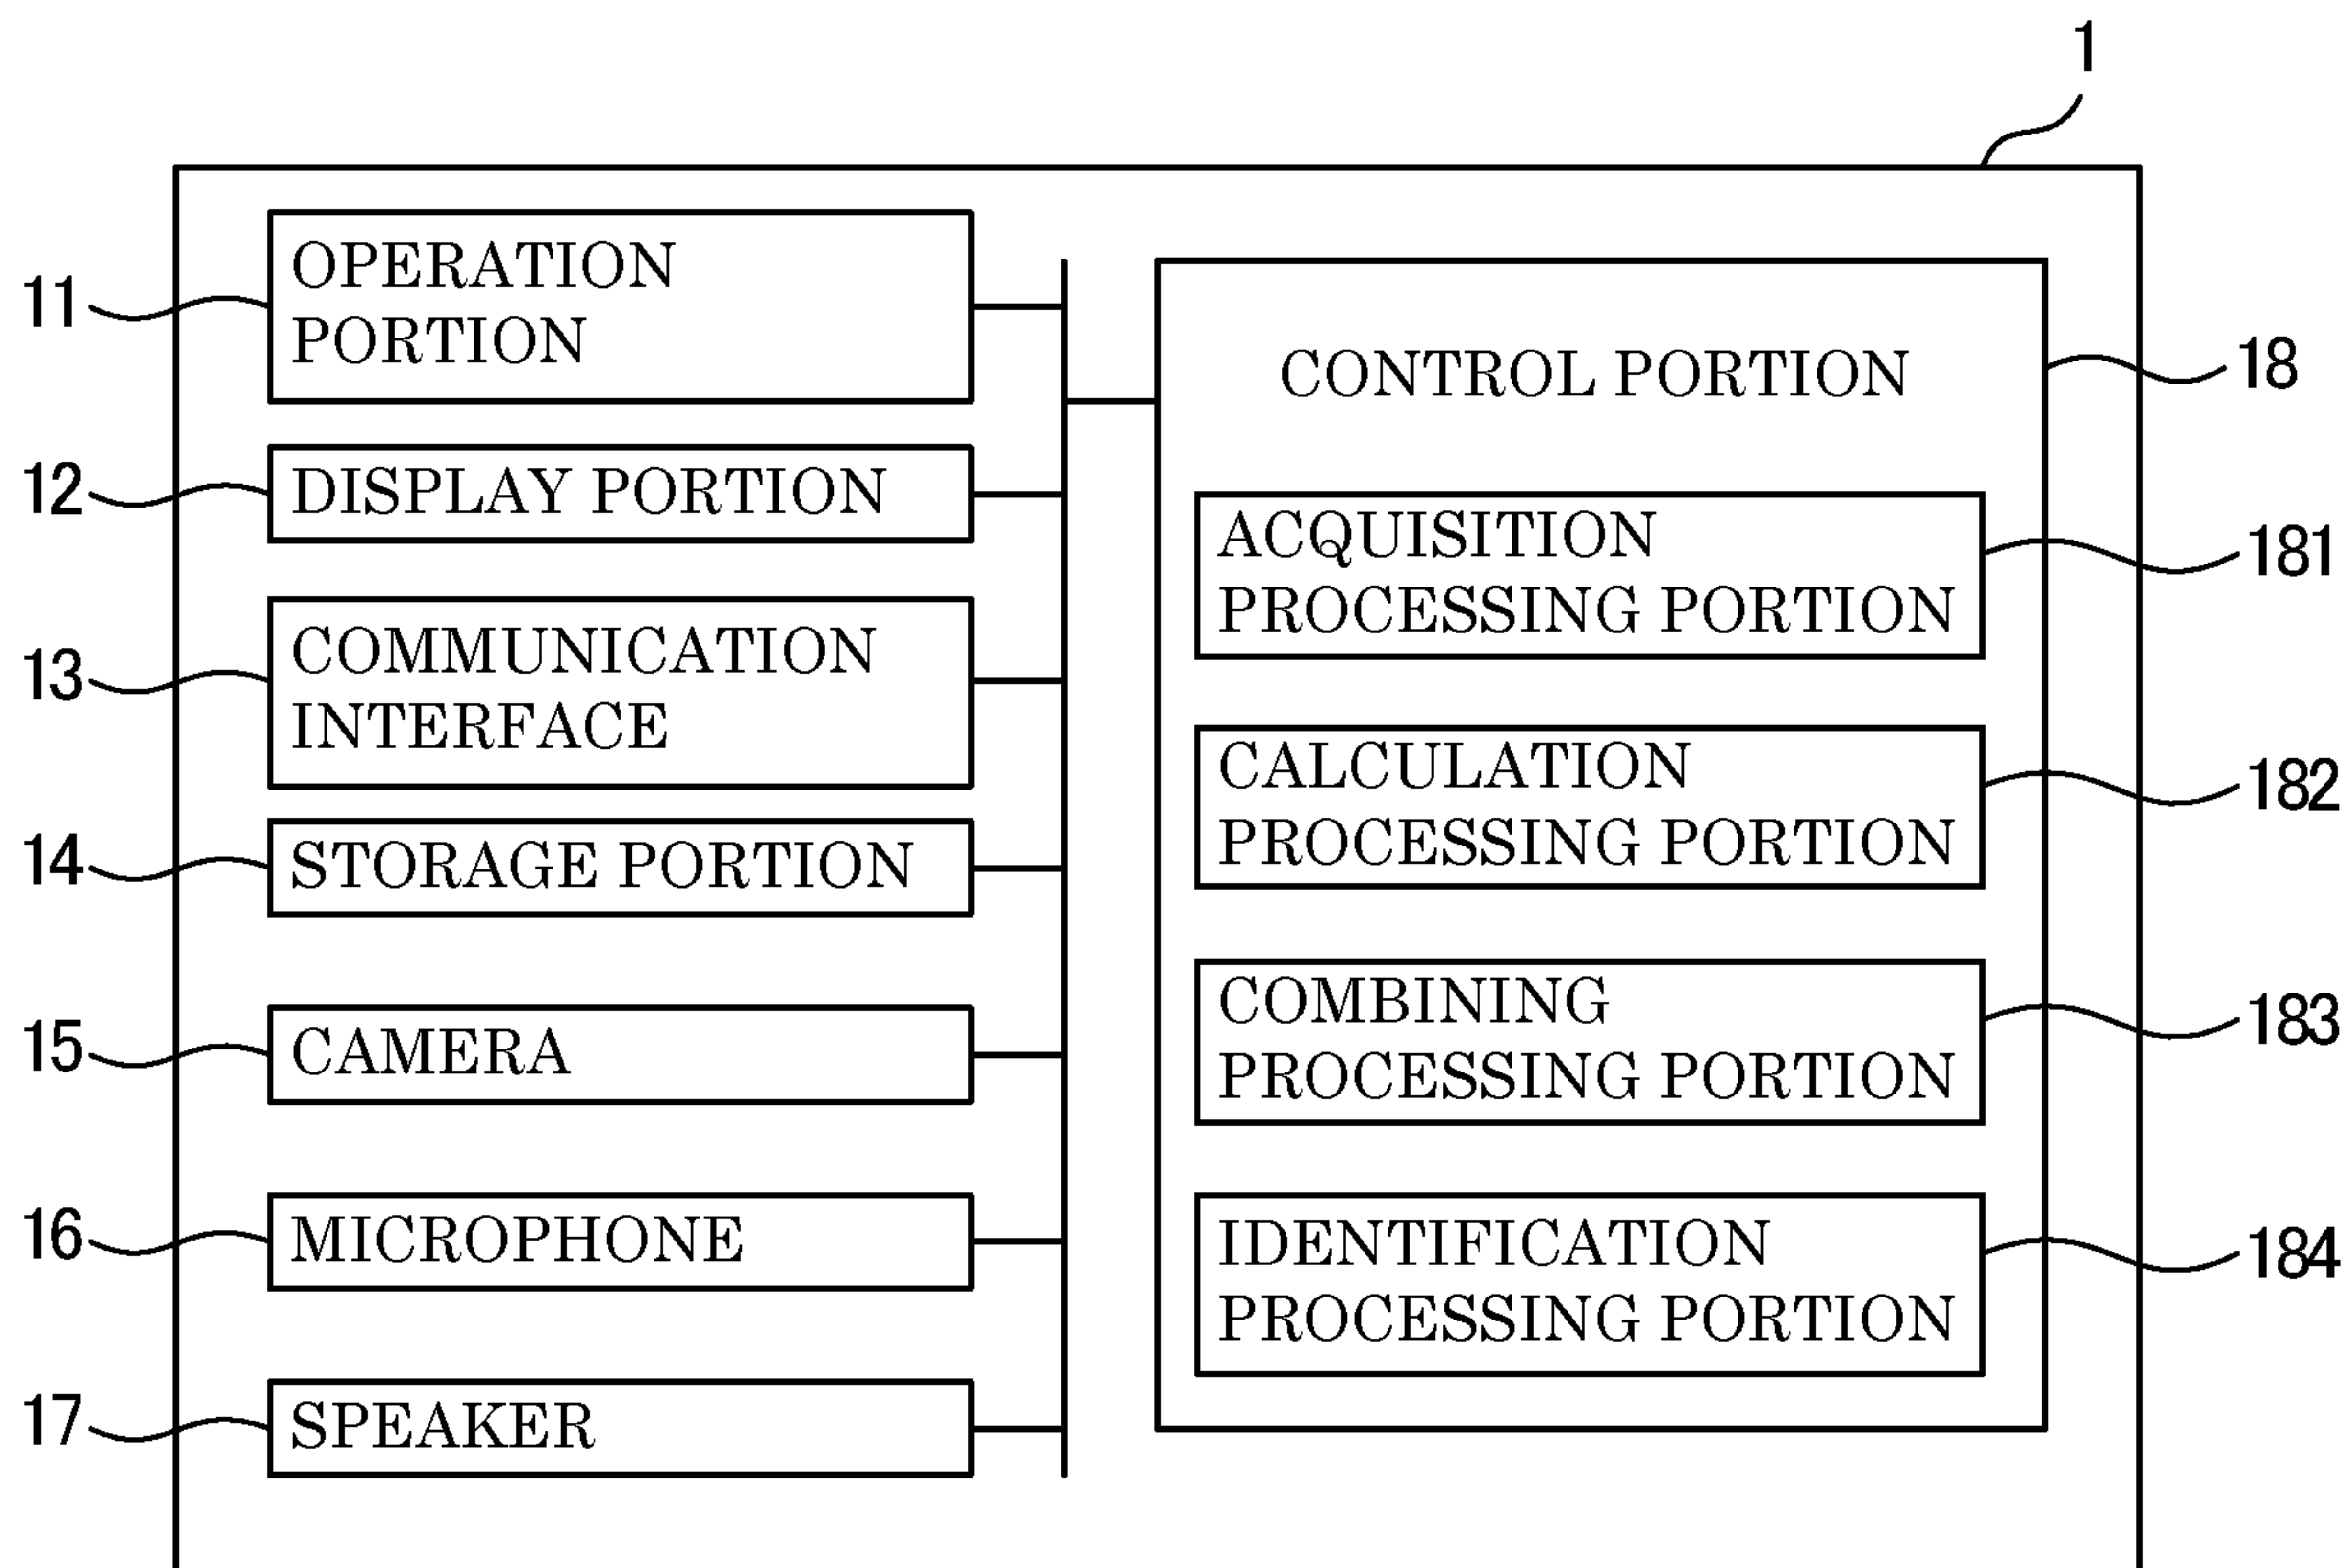 1
11
OPERATION
PORTION
12
DISPLAY PORTION
13
COMMUNICATION
INTERFACE
14
STORAGE PORTION
15
CAMERA
16
MICROPHONE
17
SPEAKER
CONTROL PORTION
18
ACQUISITION
PROCESSING PORTION
181
CALCULATION
PROCESSING PORTION
182
COMBINING
PROCESSING PORTION
183
IDENTIFICATION
PROCESSING PORTION
184